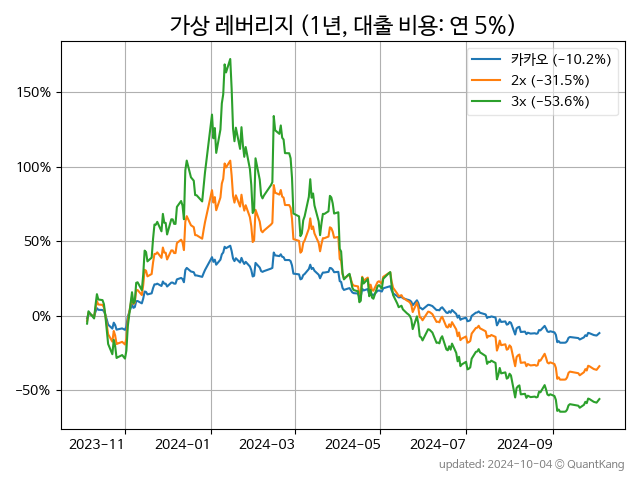 가상 레버리지 (1년, 대출 비용: 연 5%)
카카오 (−10.2%)
2x (−31.5%)
3x (−53.6%)
150%
100%
50%
0%
−50%
2023−11 2024−01 2024−03 2024−05 2024−07 2024−09
updated: 2024-10-04 © QuantKang